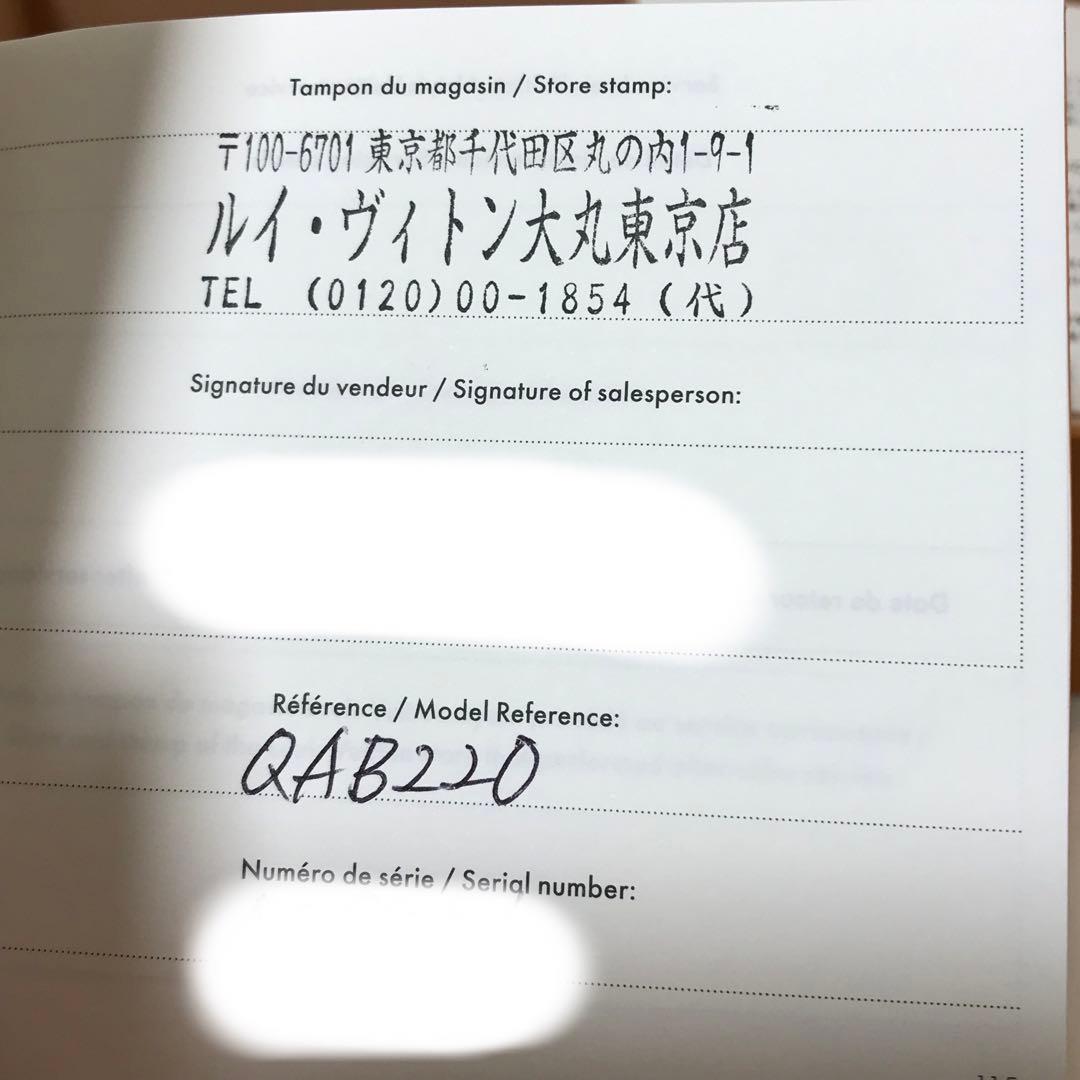 Tampon du magasin / Store stamp:
〒100-6701 東京都千代田区丸の内1-9-1
ルイ・ヴィトン大丸東京店
TEL (0120)00-1854 (代)
Signature du vendeur / Signature of salesperson:
Référence / Model Reference:
QAB220
Numéro de série / Serial number: